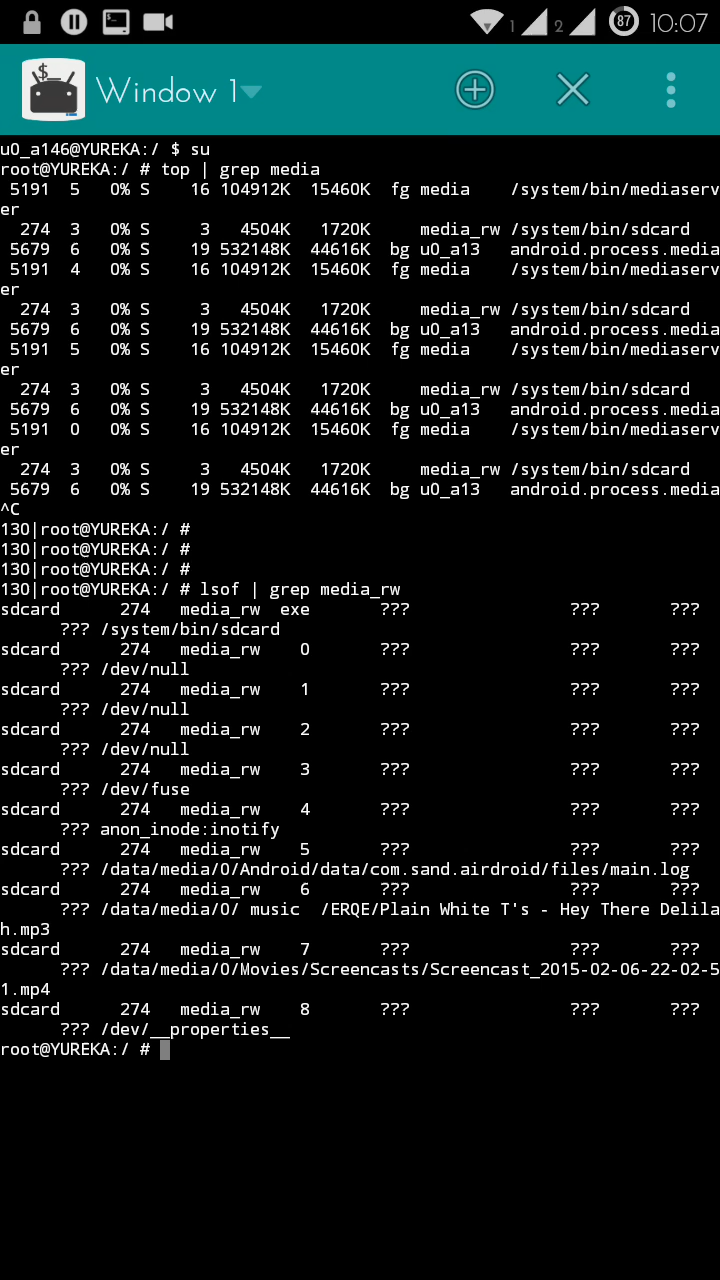 1 2 87 10:07
$_
Window 1
u0_a146@YUREKA:/ $ su
root@YUREKA:/ # top | grep media
 5191  5   0% S    16 104912K  15460K  fg media    /system/bin/mediaserv
er
  274  3   0% S     3   4504K   1720K     media_rw /system/bin/sdcard
 5679  6   0% S    19 532148K  44616K  bg u0_a13   android.process.media
 5191  4   0% S    16 104912K  15460K  fg media    /system/bin/mediaserv
er
  274  3   0% S     3   4504K   1720K     media_rw /system/bin/sdcard
 5679  6   0% S    19 532148K  44616K  bg u0_a13   android.process.media
 5191  5   0% S    16 104912K  15460K  fg media    /system/bin/mediaserv
er
  274  3   0% S     3   4504K   1720K     media_rw /system/bin/sdcard
 5679  6   0% S    19 532148K  44616K  bg u0_a13   android.process.media
 5191  0   0% S    16 104912K  15460K  fg media    /system/bin/mediaserv
er
  274  3   0% S     3   4504K   1720K     media_rw /system/bin/sdcard
 5679  6   0% S    19 532148K  44616K  bg u0_a13   android.process.media
^C
130|root@YUREKA:/ #
130|root@YUREKA:/ #
130|root@YUREKA:/ #
130|root@YUREKA:/ # lsof | grep media_rw
sdcard      274   media_rw  exe       ???                ???       ???
      ??? /system/bin/sdcard
sdcard      274   media_rw    0       ???                ???       ???
      ??? /dev/null
sdcard      274   media_rw    1       ???                ???       ???
      ??? /dev/null
sdcard      274   media_rw    2       ???                ???       ???
      ??? /dev/null
sdcard      274   media_rw    3       ???                ???       ???
      ??? /dev/fuse
sdcard      274   media_rw    4       ???                ???       ???
      ??? anon_inode:inotify
sdcard      274   media_rw    5       ???                ???       ???
      ??? /data/media/0/Android/data/com.sand.airdroid/files/main.log
sdcard      274   media_rw    6       ???                ???       ???
      ??? /data/media/0/ music  /ERQE/Plain White T's - Hey There Delila
h.mp3
sdcard      274   media_rw    7       ???                ???       ???
      ??? /data/media/0/Movies/Screencasts/Screencast_2015-02-06-22-02-5
1.mp4
sdcard      274   media_rw    8       ???                ???       ???
      ??? /dev/__properties__
root@YUREKA:/ #